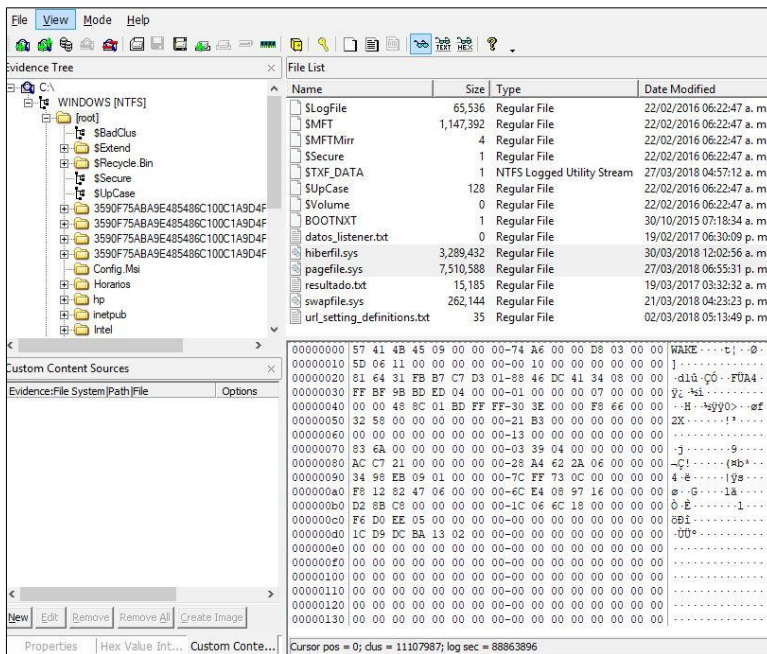 File View Mode Help
TEXT HEX
Evidence Tree
C:\
WINDOWS [NTFS]
[root]
$BadClus
$Extend
$Recycle.Bin
$Secure
$UpCase
3590F75ABA9E485486C100C1A9D4F
3590F75ABA9E485486C100C1A9D4F
3590F75ABA9E485486C100C1A9D4F
3590F75ABA9E485486C100C1A9D4F
Config.Msi
Horarios
hp
inetpub
Intel
Custom Content Sources
Evidence:File System|Path|File Options
New Edit Remove Remove All Create Image
Properties Hex Value Int... Custom Conte...
File List
Name Size Type Date Modified
$LogFile 65,536 Regular File 22/02/2016 06:22:47 a. m
$MFT 1,147,392 Regular File 22/02/2016 06:22:47 a. m
$MFTMirr 4 Regular File 22/02/2016 06:22:47 a. m
$Secure 1 Regular File 22/02/2016 06:22:47 a. m
$TXF_DATA 1 NTFS Logged Utility Stream 27/03/2018 04:57:12 a. m
$UpCase 128 Regular File 22/02/2016 06:22:47 a. m
$Volume 0 Regular File 22/02/2016 06:22:47 a. m
BOOTNXT 1 Regular File 30/10/2015 07:18:34 a. m
datos_listener.txt 0 Regular File 19/02/2017 06:30:09 p. m
hiberfil.sys 3,289,432 Regular File 30/03/2018 12:02:56 a. m
pagefile.sys 7,510,588 Regular File 27/03/2018 06:55:31 p. m
resultado.txt 15,185 Regular File 19/03/2017 03:32:32 a. m
swapfile.sys 262,144 Regular File 21/03/2018 04:23:23 p. m
url_setting_definitions.txt 35 Regular File 02/03/2018 05:13:49 p. m
00000000 57 41 4B 45 09 00 00 00-74 A6 00 00 D8 03 00 00 WAKE····t¦··Ø·
00000010 5D 06 11 00 00 00 00 00-00 10 00 00 00 00 00 00 ]·············
00000020 81 64 31 FB B7 C7 D3 01-88 46 DC 41 34 08 00 00 ·d1û·ÇÓ··FÜA4·
00000030 FF BF 9B BD ED 04 00 00-01 00 00 00 07 00 00 00 ÿ¿·½í·········
00000040 00 00 48 8C 01 BD FF FF-30 3E 00 00 F8 66 00 00 ··H··½ÿÿ0>··øf
00000050 32 58 00 00 00 00 00 00-21 B3 00 00 00 00 00 00 2X······!³····
00000060 00 00 00 00 00 00 00 00-13 00 00 00 00 00 00 00 ··············
00000070 83 6A 00 00 00 00 00 00-03 39 04 00 00 00 00 00 ·j·······9····
00000080 AC C7 21 00 00 00 00 00-28 A4 62 2A 06 00 00 00 ¬Ç!·····(¤b*··
00000090 34 98 EB 09 01 00 00 00-7C FF 73 0C 00 00 00 00 4·ë·····|ÿs···
000000a0 F8 12 82 47 06 00 00 00-6C E4 08 97 16 00 00 00 ø··G····lä····
000000b0 D2 8B C8 00 00 00 00 00-1C 06 6C 18 00 00 00 00 Ò·È·······l···
000000c0 F6 D0 EE 05 00 00 00 00-00 00 00 00 00 00 00 00 öÐî···········
000000d0 1C D9 DC BA 13 02 00 00-00 00 00 00 00 00 00 00 ·ÙÜº··········
000000e0 00 00 00 00 00 00 00 00-00 00 00 00 00 00 00 00 ··············
000000f0 00 00 00 00 00 00 00 00-00 00 00 00 00 00 00 00 ··············
00000100 00 00 00 00 00 00 00 00-00 00 00 00 00 00 00 00 ··············
00000110 00 00 00 00 00 00 00 00-00 00 00 00 00 00 00 00 ··············
00000120 00 00 00 00 00 00 00 00-00 00 00 00 00 00 00 00 ··············
00000130 00 00 00 00 00 00 00 00-00 00 00 00 00 00 00 00 ··············
Cursor pos = 0; clus = 11107987; log sec = 88863896